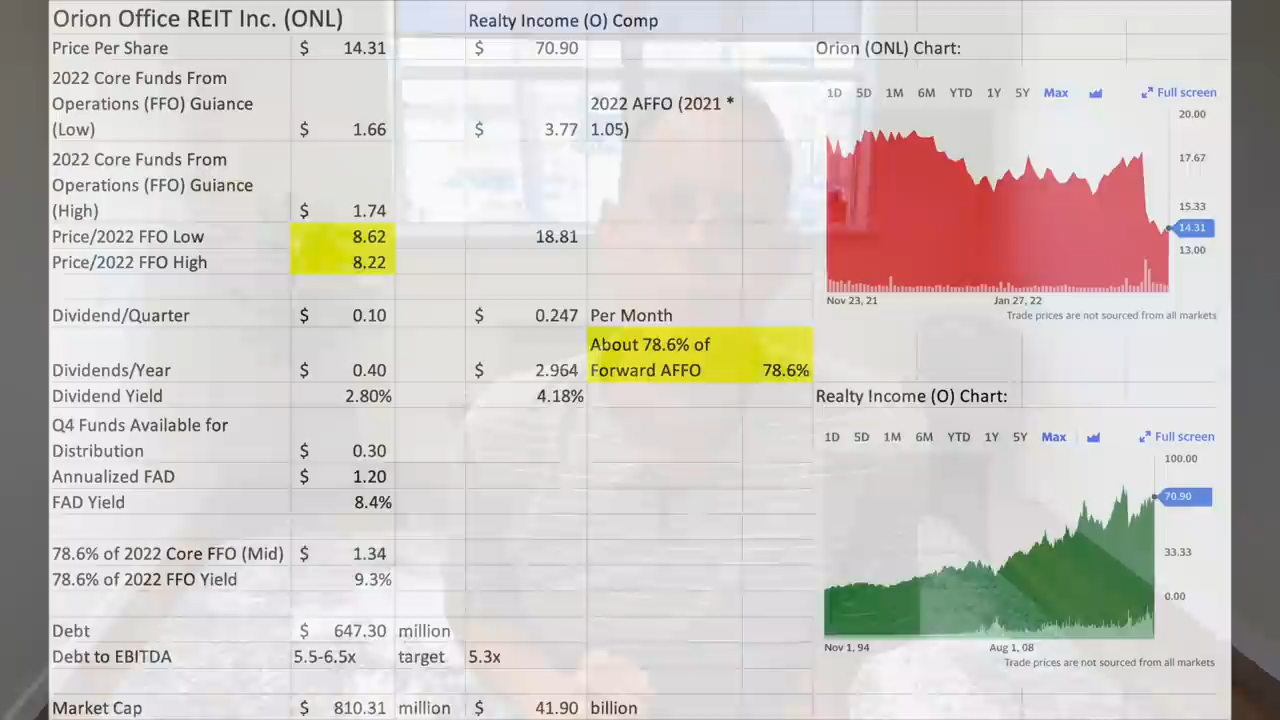 Orion Office REIT Inc. (ONL) Realty Income (O) Comp
Price Per Share $ 14.31 $ 70.90 Orion (ONL) Chart:
2022 Core Funds From
Operations (FFO) Guiance 2022 AFFO (2021 *
(Low) $ 1.66 $ 3.77 1.05)
2022 Core Funds From
Operations (FFO) Guiance
(High) $ 1.74
Price/2022 FFO Low 8.62 18.81
Price/2022 FFO High 8.22
Dividend/Quarter $ 0.10 $ 0.247 Per Month
About 78.6% of
Dividends/Year $ 0.40 $ 2.964 Forward AFFO 78.6%
Dividend Yield 2.80% 4.18%
Q4 Funds Available for
Distribution $ 0.30
Annualized FAD $ 1.20
FAD Yield 8.4%
78.6% of 2022 Core FFO (Mid) $ 1.34
78.6% of 2022 FFO Yield 9.3%
Debt $ 647.30 million
Debt to EBITDA 5.5-6.5x target 5.3x
Market Cap $ 810.31 million $ 41.90 billion
1D 5D 1M 6M YTD 1Y 5Y Max Full screen
20.00
17.67
15.33
14.31
13.00
Nov 23, 21 Jan 27, 22
Trade prices are not sourced from all markets
Realty Income (O) Chart:
1D 5D 1M 6M YTD 1Y 5Y Max Full screen
100.00
70.90
33.33
0.00
Nov 1, 94 Aug 1, 08
Trade prices are not sourced from all markets